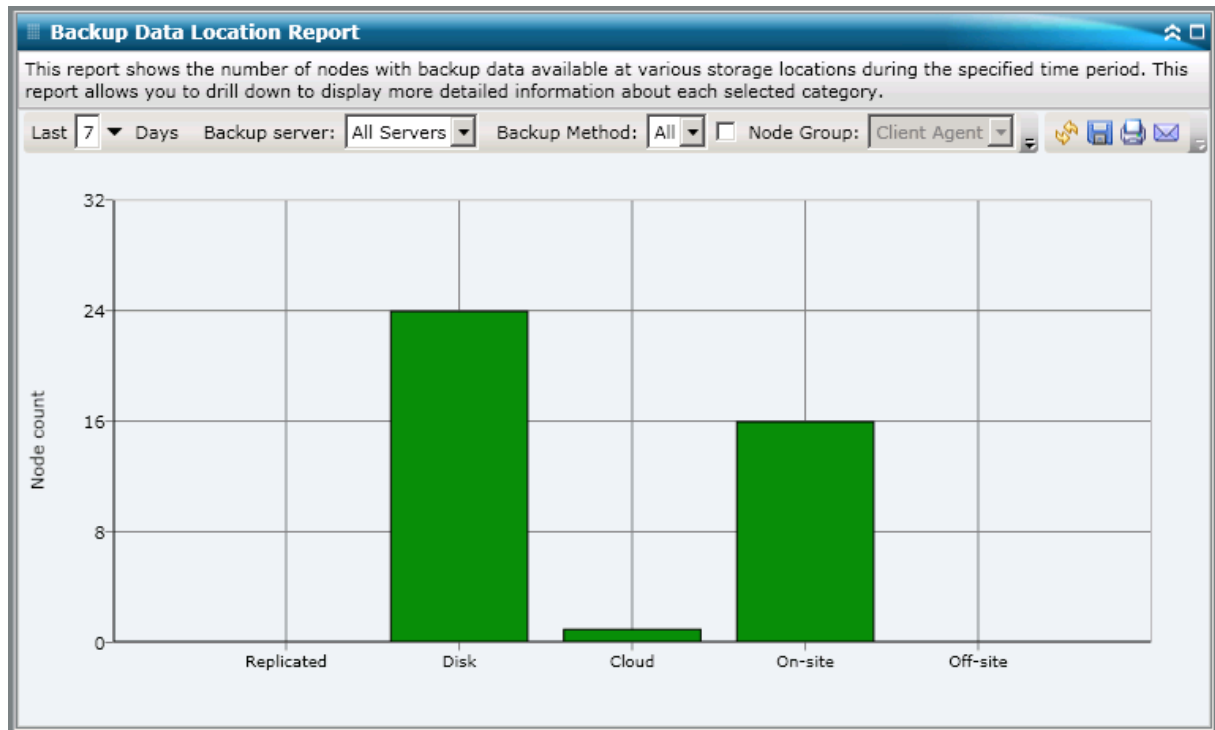 Backup Data Location Report
This report shows the number of nodes with backup data available at various storage locations during the specified time period. This
report allows you to drill down to display more detailed information about each selected category.
Last 7 Days Backup server: All Servers Backup Method: All Node Group: Client Agent
32
24
16
8
0
Node count
Replicated Disk Cloud On-site Off-site